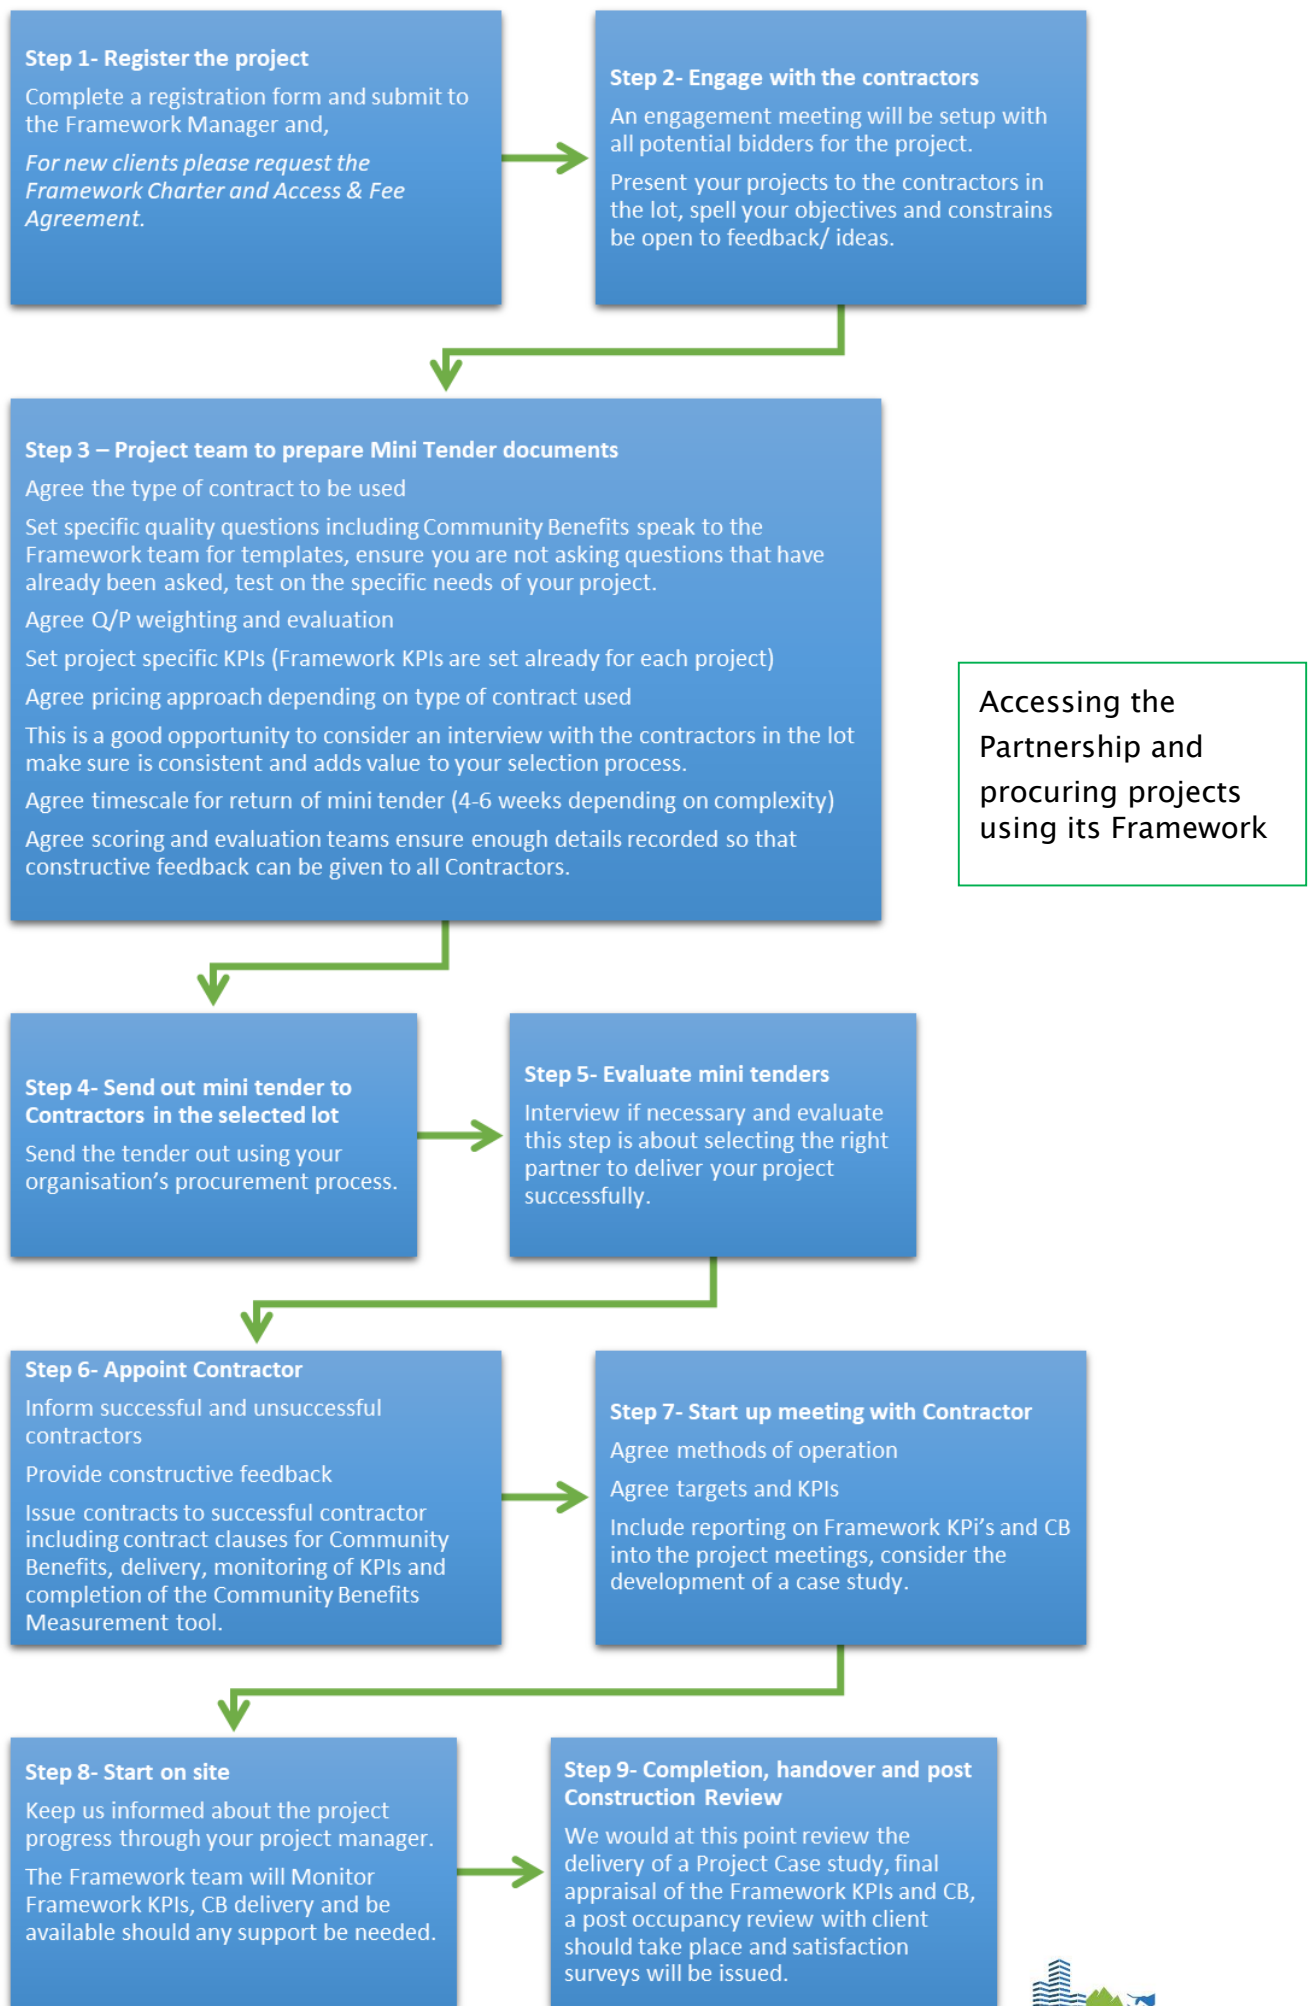 Step 1- Register the project
Complete a registration form and submit to
the Framework Manager and,
For new clients please request the
Framework Charter and Access & Fee
Agreement.
Step 2- Engage with the contractors
An engagement meeting will be setup with
all potential bidders for the project.
Present your projects to the contractors in
the lot, spell your objectives and constrains
be open to feedback/ ideas.
Step 3 – Project team to prepare Mini Tender documents
Agree the type of contract to be used
Set specific quality questions including Community Benefits speak to the
Framework team for templates, ensure you are not asking questions that have
already been asked, test on the specific needs of your project.
Agree Q/P weighting and evaluation
Set project specific KPIs (Framework KPIs are set already for each project)
Agree pricing approach depending on type of contract used
This is a good opportunity to consider an interview with the contractors in the lot
make sure is consistent and adds value to your selection process.
Agree timescale for return of mini tender (4-6 weeks depending on complexity)
Agree scoring and evaluation teams ensure enough details recorded so that
constructive feedback can be given to all Contractors.
Accessing the
Partnership and
procuring projects
using its Framework
Step 4- Send out mini tender to
Contractors in the selected lot
Send the tender out using your
organisation's procurement process.
Step 5- Evaluate mini tenders
Interview if necessary and evaluate
this step is about selecting the right
partner to deliver your project
successfully.
Step 6- Appoint Contractor
Inform successful and unsuccessful
contractors
Provide constructive feedback
Issue contracts to successful contractor
including contract clauses for Community
Benefits, delivery, monitoring of KPIs and
completion of the Community Benefits
Measurement tool.
Step 7- Start up meeting with Contractor
Agree methods of operation
Agree targets and KPIs
Include reporting on Framework KPi's and CB
into the project meetings, consider the
development of a case study.
Step 8- Start on site
Keep us informed about the project
progress through your project manager.
The Framework team will Monitor
Framework KPIs, CB delivery and be
available should any support be needed.
Step 9- Completion, handover and post
Construction Review
We would at this point review the
delivery of a Project Case study, final
appraisal of the Framework KPIs and CB,
a post occupancy review with client
should take place and satisfaction
surveys will be issued.